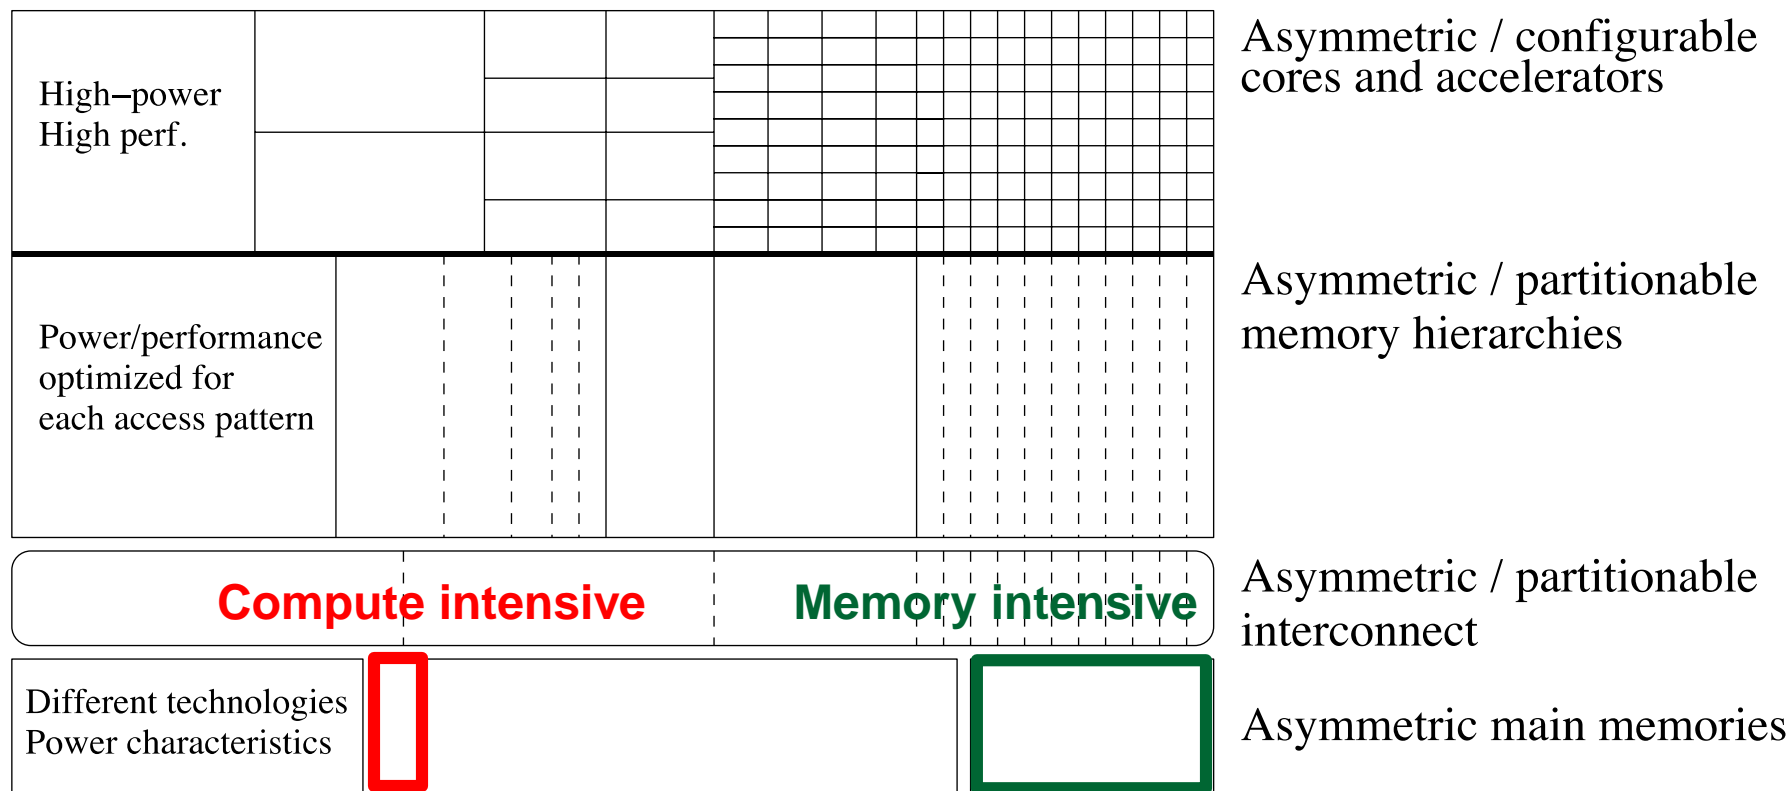 Asymmetric / configurable
cores and accelerators
High–power
High perf.
Asymmetric / partitionable
memory hierarchies
Power/performance
optimized for
each access pattern
Asymmetric / partitionable
interconnect
Compute intensive
Memory intensive
Different technologies
Power characteristics
Asymmetric main memories